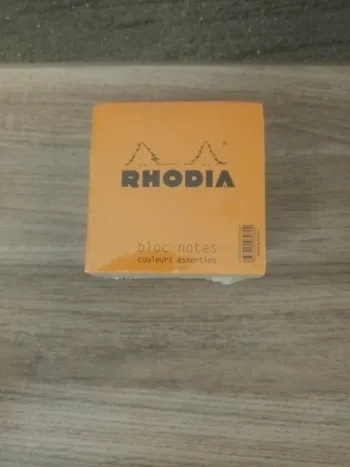 RHODIA
bloc-notes
couleurs assorties